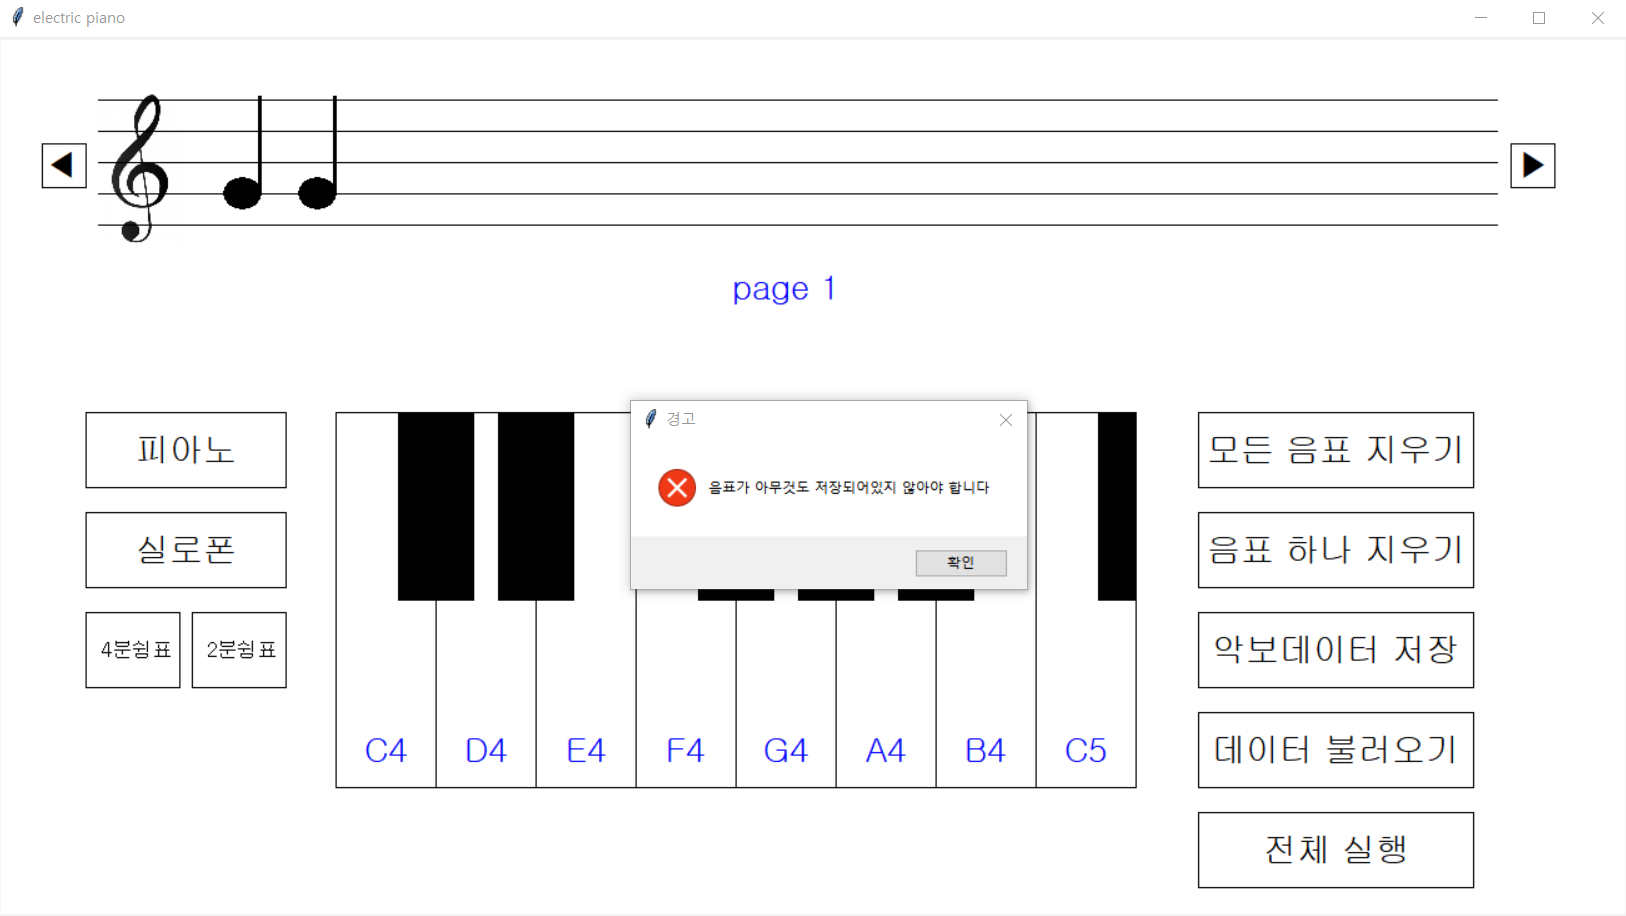 electric piano
page 1
경고
음표가 아무것도 저장되어있지 않아야 합니다
확인
피아노
실로폰
4분쉼표 2분쉼표
C4 D4 E4 F4 G4 A4 B4 C5
모든 음표 지우기
음표 하나 지우기
악보데이터 저장
데이터 불러오기
전체 실행